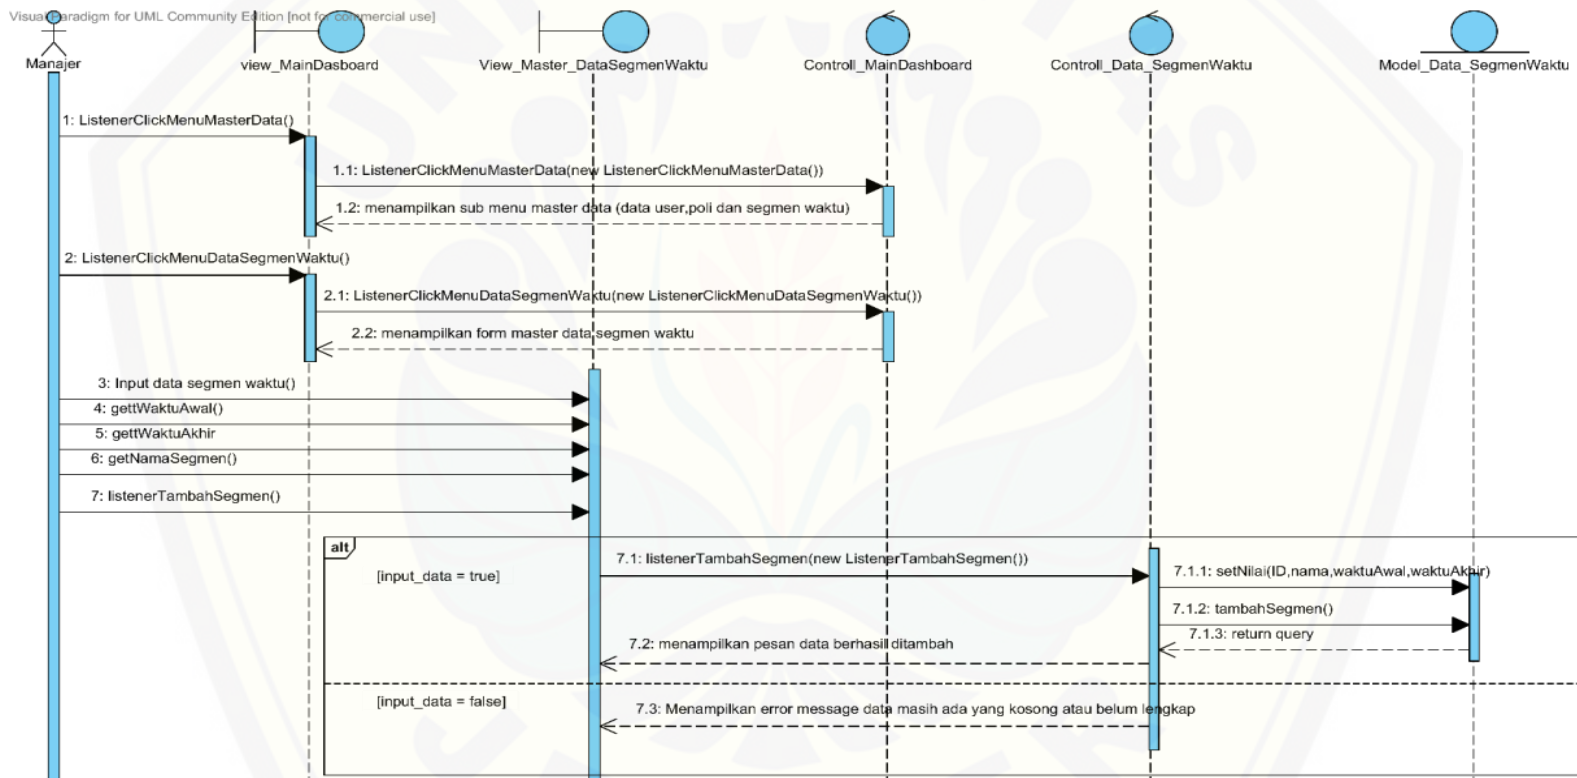 Visual Paradigm for UML Community Edition [not for commercial use]
Manajer
view_MainDasboard
View_Master_DataSegmenWaktu
Controll_MainDashboard
Controll_Data_SegmenWaktu
Model_Data_SegmenWaktu
1: ListenerClickMenuMasterData()
1.1: ListenerClickMenuMasterData(new ListenerClickMenuMasterData())
1.2: menampilkan sub menu master data (data user,poli dan segmen waktu)
2: ListenerClickMenuDataSegmenWaktu()
2.1: ListenerClickMenuDataSegmenWaktu(new ListenerClickMenuDataSegmenWaktu())
2.2: menampilkan form master data segmen waktu
3: Input data segmen waktu()
4: gettWaktuAwal()
5: gettWaktuAkhir
6: getNamaSegmen()
7: listenerTambahSegmen()
alt
[input_data = true]
7.1: listenerTambahSegmen(new ListenerTambahSegmen())
7.1.1: setNilai(ID,nama,waktuAwal,waktuAkhir)
7.1.2: tambahSegmen()
7.1.3: return query
7.2: menampilkan pesan data berhasil ditambah
[input_data = false]
7.3: Menampilkan error message data masih ada yang kosong atau belum lengkap